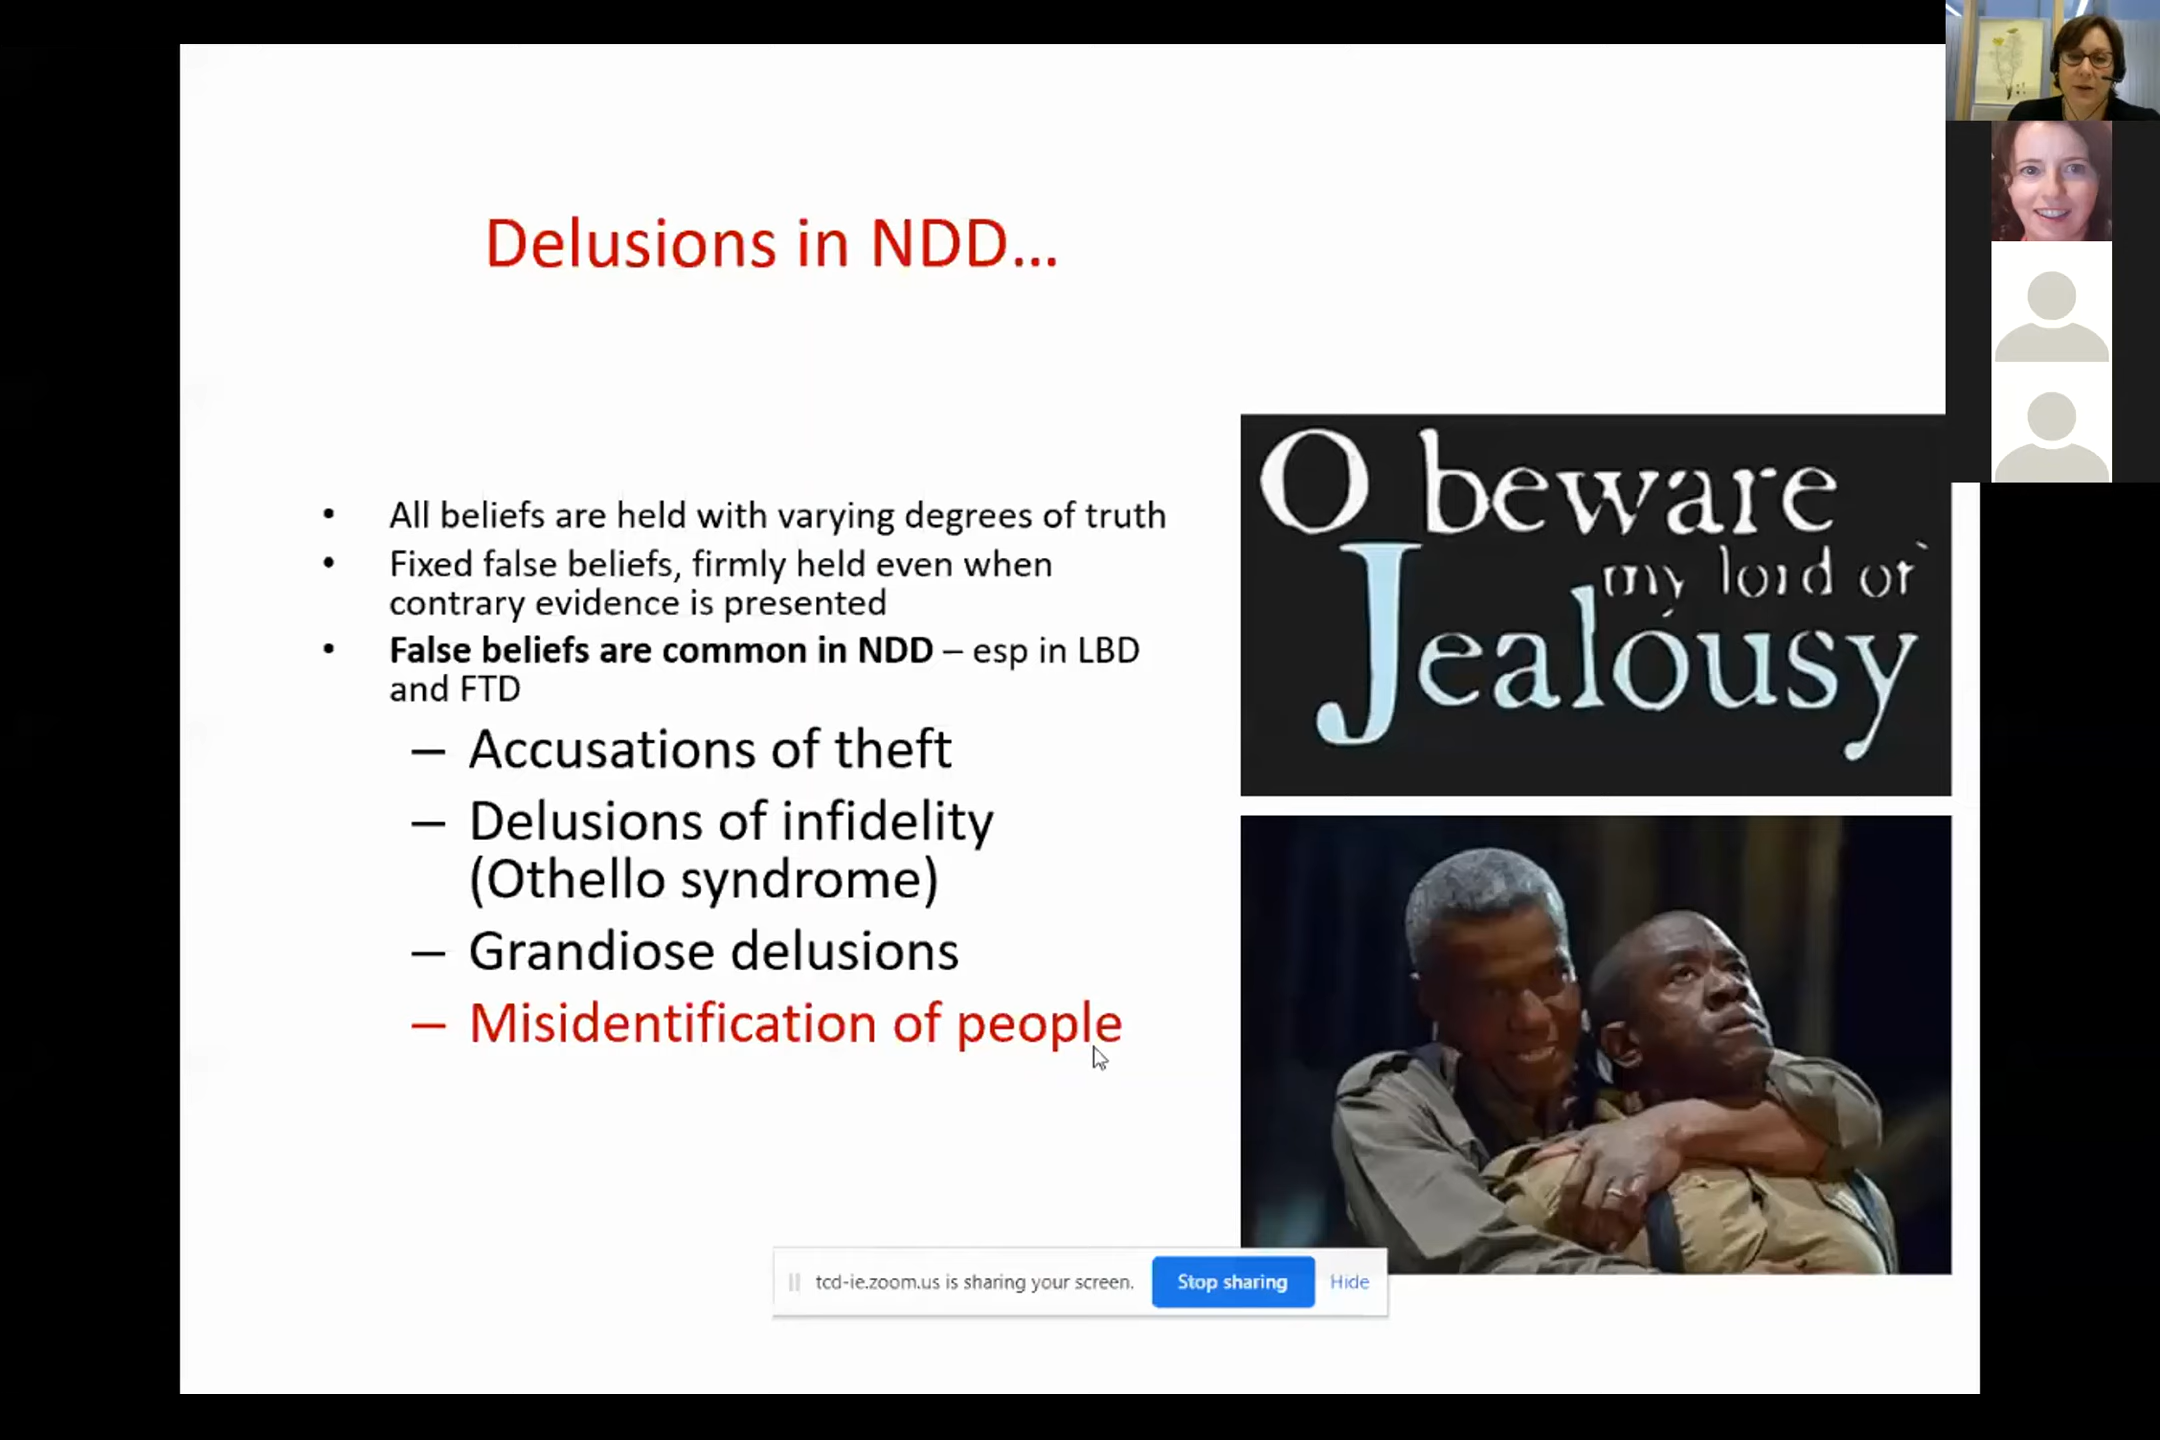 Delusions in NDD...
• All beliefs are held with varying degrees of truth
• Fixed false beliefs, firmly held even when
contrary evidence is presented
• False beliefs are common in NDD – esp in LBD
and FTD
– Accusations of theft
– Delusions of infidelity
(Othello syndrome)
– Grandiose delusions
– Misidentification of people
O beware
my lord of
Jealousy
tcd-ie.zoom.us is sharing your screen.
Stop sharing
Hide